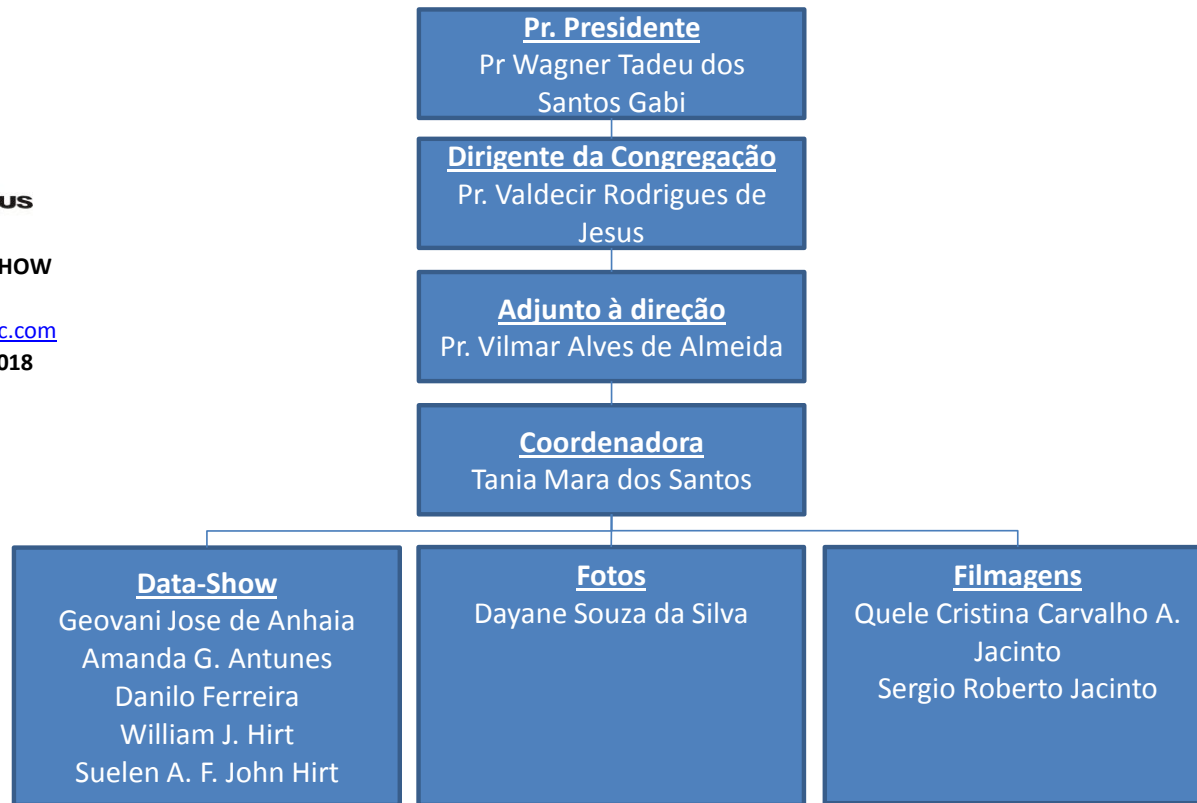 Pr. Presidente
Pr Wagner Tadeu dos
Santos Gabi
Dirigente da Congregação
Pr. Valdecir Rodrigues de
Jesus
us
HOW
c.com
018
Adjunto à direção
Pr. Vilmar Alves de Almeida
Coordenadora
Tania Mara dos Santos
Data-Show
Geovani Jose de Anhaia
Amanda G. Antunes
Danilo Ferreira
William J. Hirt
Suelen A. F. John Hirt
Fotos
Dayane Souza da Silva
Filmagens
Quele Cristina Carvalho A.
Jacinto
Sergio Roberto Jacinto